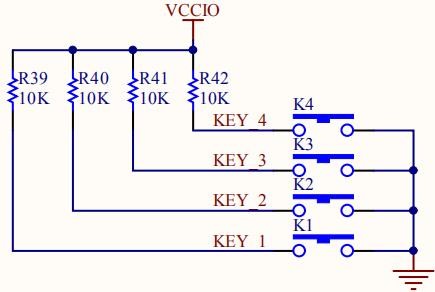 VCCIO
R39 R40 R41 R42
10K 10K 10K 10K
KEY_4 K4
KEY_3 K3
KEY_2 K2
KEY_1 K1